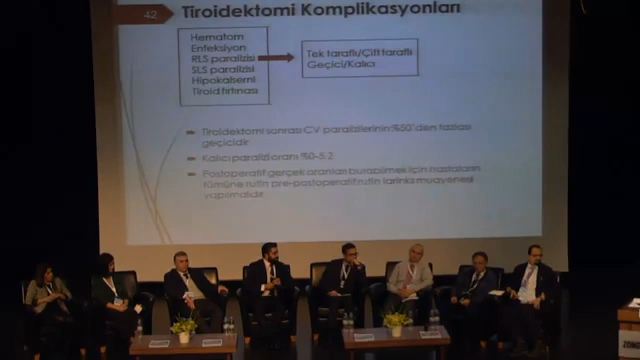 42
Tiroidektomi Komplikasyonları
Hematom
Enfeksiyon
RLS paralizisi
SLS paralizisi
Hipokalsemi
Tiroid fırtınası
Tek taraflı/Çift taraflı
Geçici/Kalıcı
Tiroidektomi sonrası CV paralizilerinin %50'den fazlası
geçicidir
Kalıcı paralizi oranı %0-5.2
Postoperatif gerçek oranları bulabilmek için hastaların
tümüne rutin pre-postoperatif rutin larinks muayenesi
yapılmalıdır